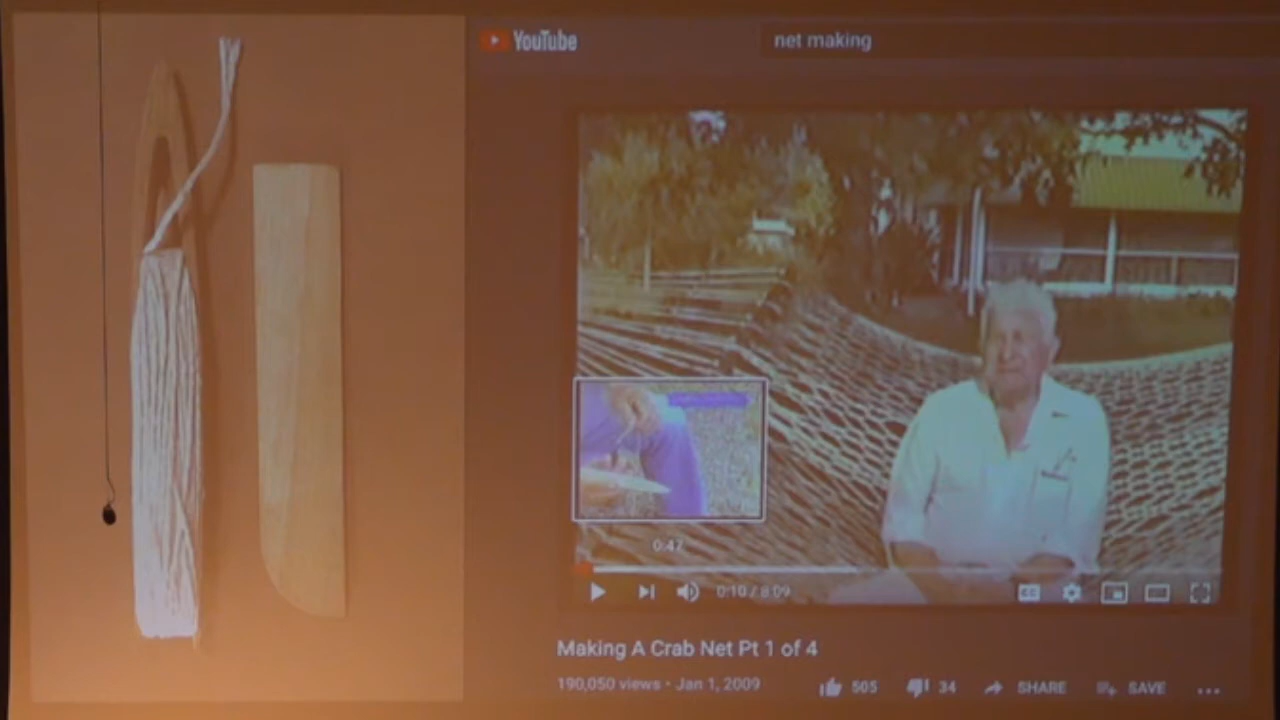 YouTube
net making
0:47
0:10 / 8:09
CC
Making A Crab Net Pt 1 of 4
190,050 views • Jan 1, 2009
505
34
SHARE
SAVE